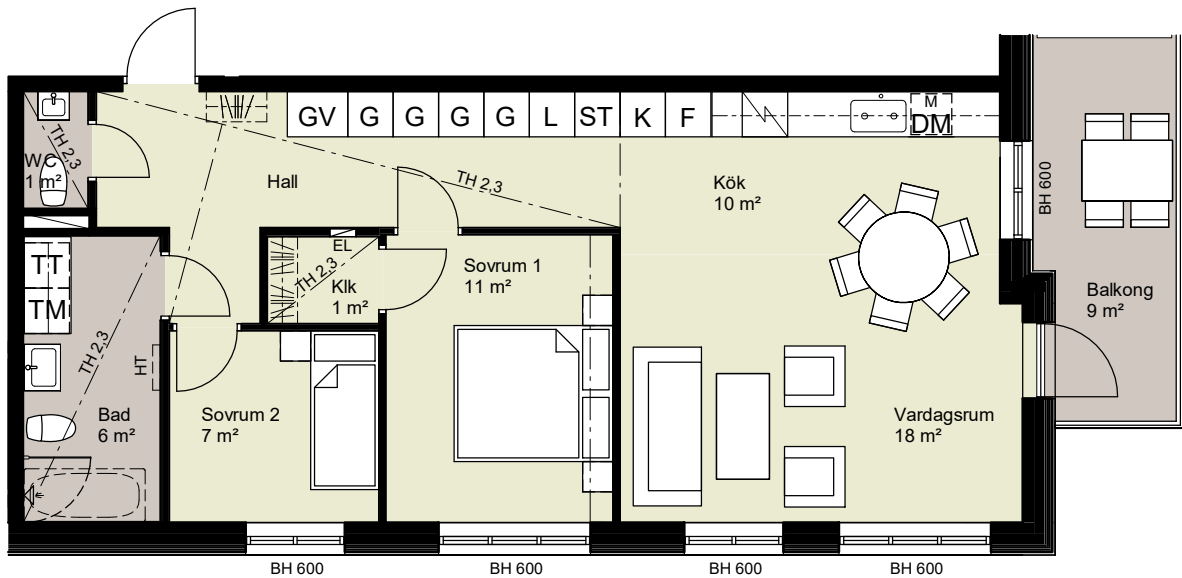 GV G G G G L ST K F
M
DM
TH 2,3
WC
1 m²
Hall
TH 2,3
Kök
10 m²
BH 600
EL
TH 2,3
Klk
1 m²
Sovrum 1
11 m²
TT
TM
TH 2,3
HT
Balkong
9 m²
Bad
6 m²
Sovrum 2
7 m²
Vardagsrum
18 m²
BH 600 BH 600 BH 600 BH 600